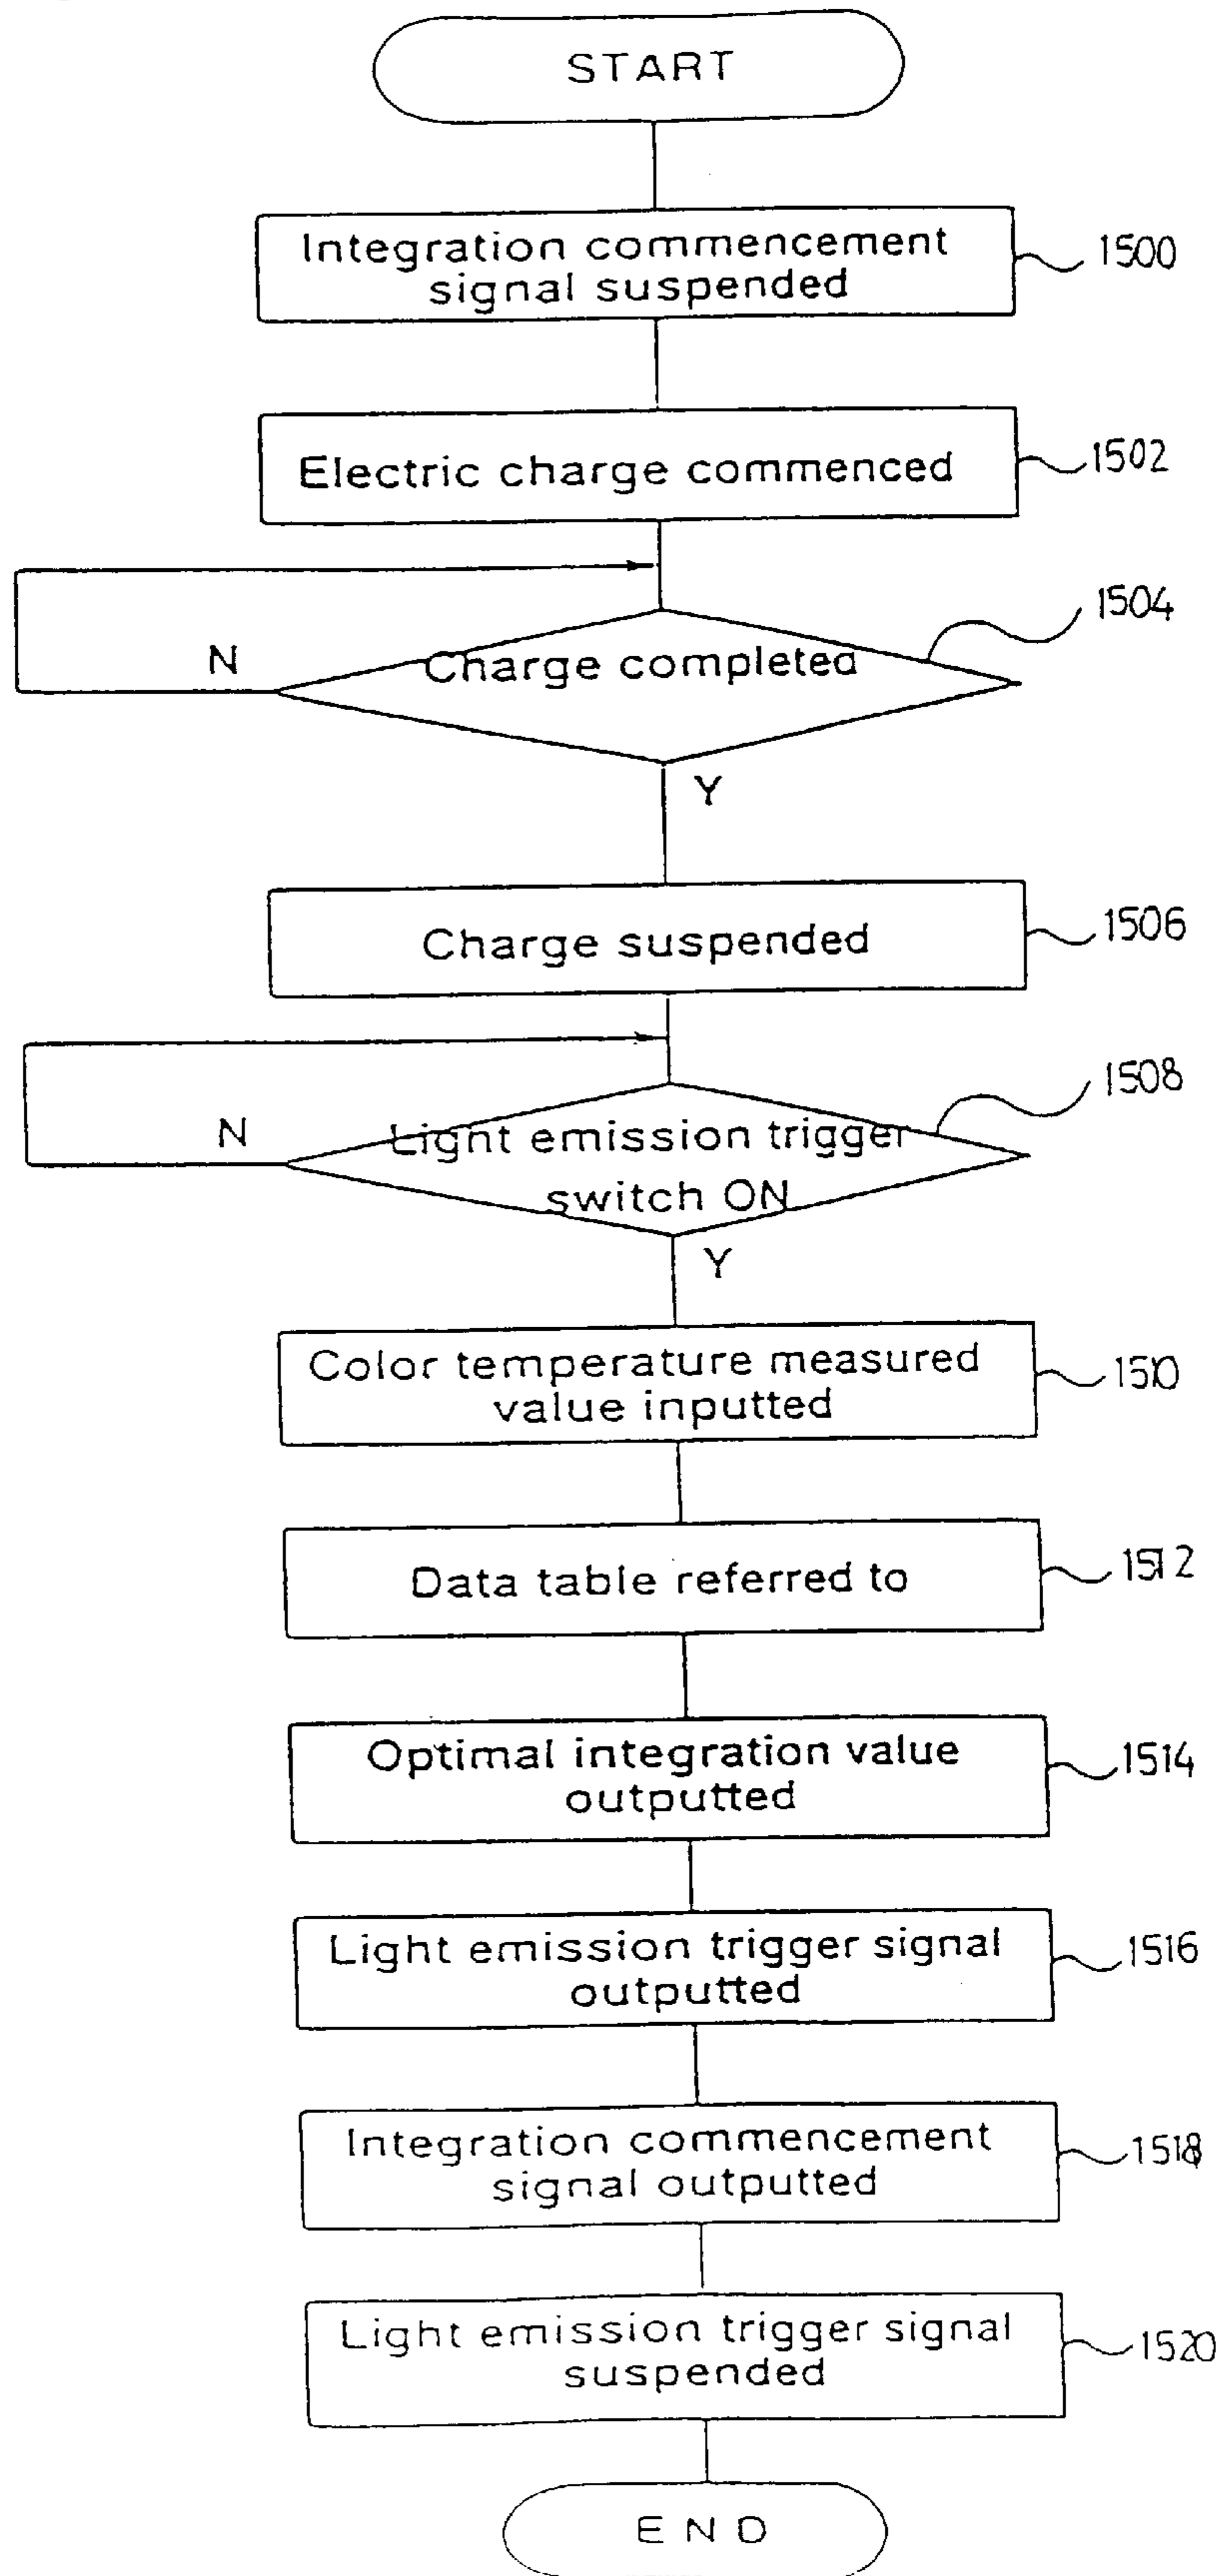 START
Integration commencement
signal suspended
1500
Electric charge commenced
1502
Charge completed
1504
N
Y
Charge suspended
1506
Light emission trigger
switch ON
1508
N
Y
Color temperature measured
value inputted
1510
Data table referred to
1512
Optimal integration value
outputted
1514
Light emission trigger signal
outputted
1516
Integration commencement
signal outputted
1518
Light emission trigger signal
suspended
1520
END